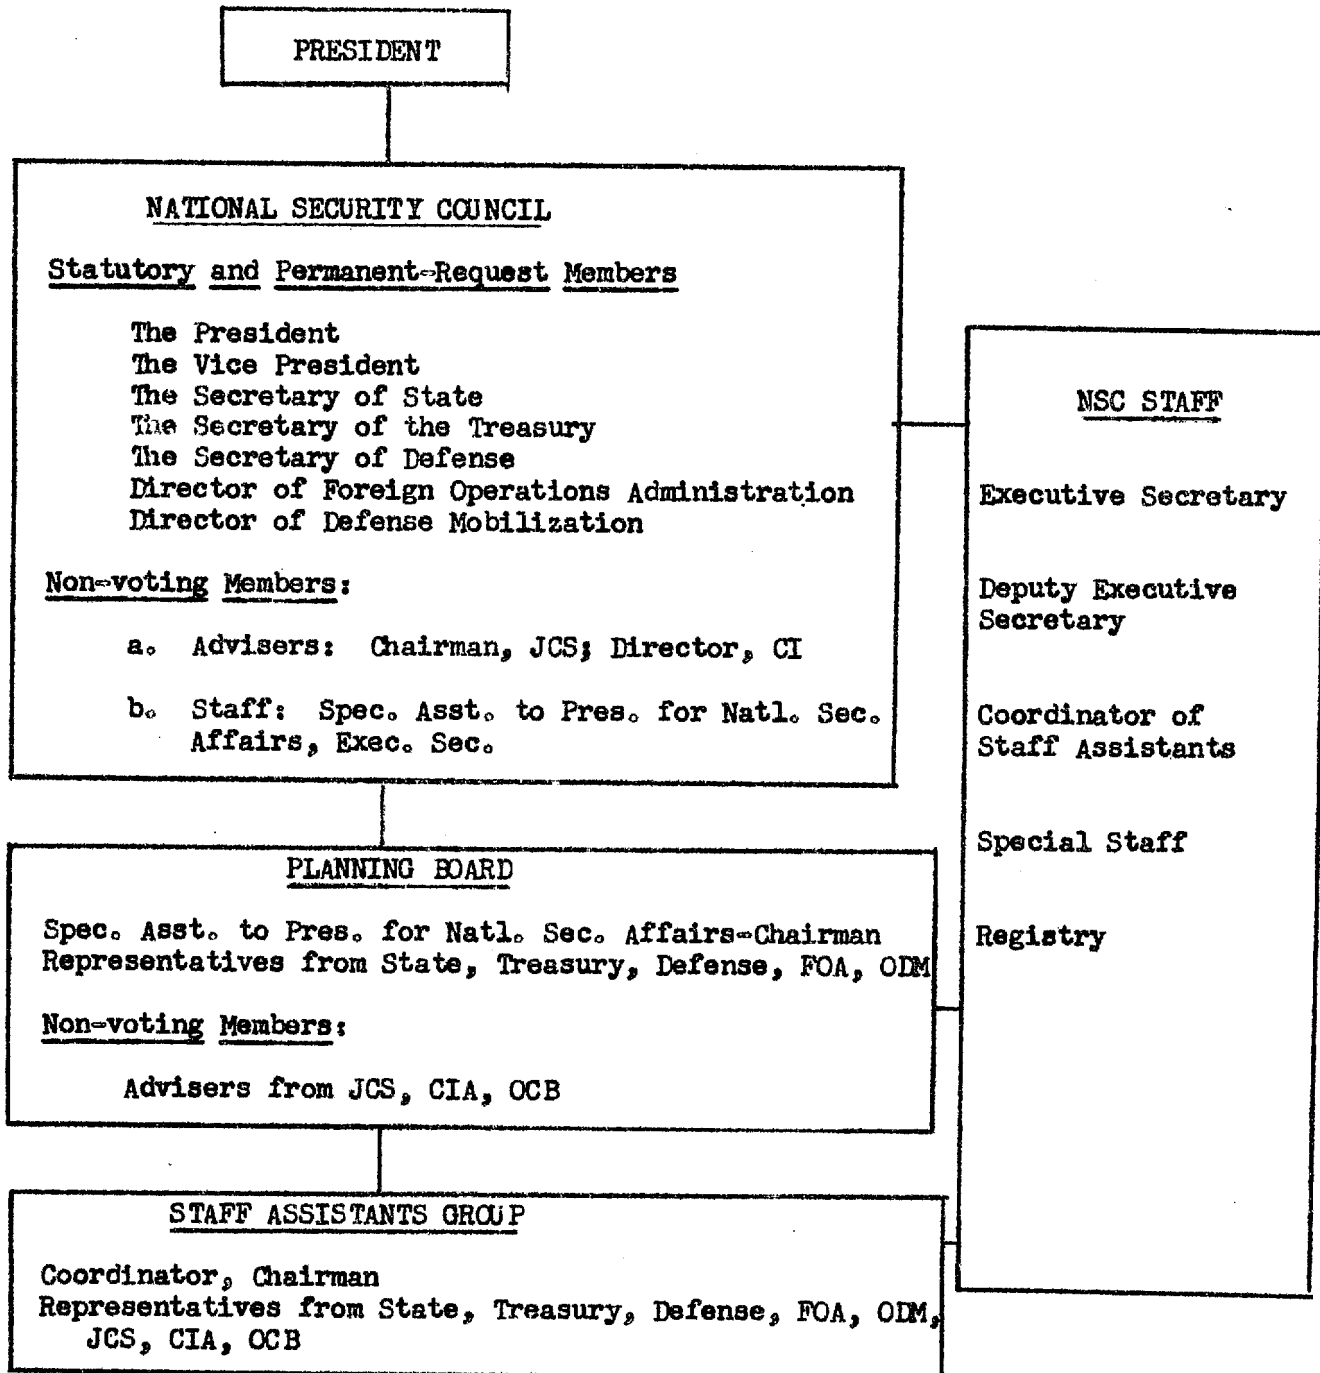 PRESIDENT
NATIONAL SECURITY COUNCIL
Statutory and Permanent-Request Members
The President
The Vice President
The Secretary of State
The Secretary of the Treasury
The Secretary of Defense
Director of Foreign Operations Administration
Director of Defense Mobilization
Non-voting Members:
a. Advisers: Chairman, JCS; Director, CI
b. Staff: Spec. Asst. to Pres. for Natl. Sec.
Affairs, Exec. Sec.
PLANNING BOARD
Spec. Asst. to Pres. for Natl. Sec. Affairs-Chairman
Representatives from State, Treasury, Defense, FOA, ODM
Non-voting Members:
Advisers from JCS, CIA, OCB
STAFF ASSISTANTS GROUP
Coordinator, Chairman
Representatives from State, Treasury, Defense, FOA, ODM,
JCS, CIA, OCB
NSC STAFF
Executive Secretary
Deputy Executive
Secretary
Coordinator of
Staff Assistants
Special Staff
Registry